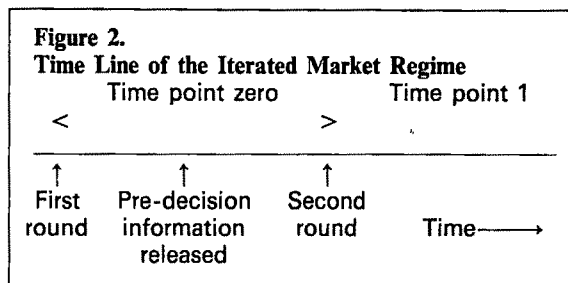 Figure 2.
Time Line of the Iterated Market Regime
Time point zero Time point 1
< >
↑ ↑ ↑
First Pre-decision Second
round information round Time→
released